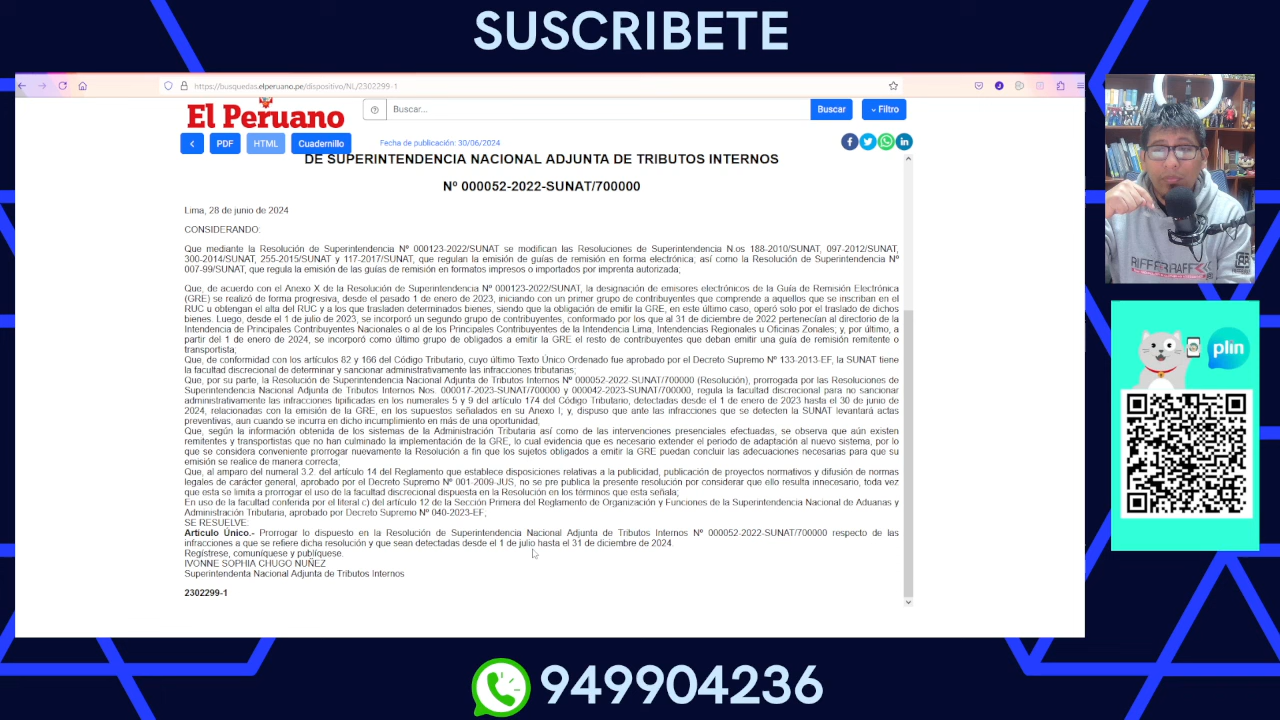 SUSCRIBETE
https://busquedas.elperuano.pe/dispositivo/NL/2302299-1
El Peruano
Buscar...
Buscar
Filtro
PDF
HTML
Cuadernillo
Fecha de publicación: 30/06/2024
DE SUPERINTENDENCIA NACIONAL ADJUNTA DE TRIBUTOS INTERNOS
Nº 000052-2022-SUNAT/700000
Lima, 28 de junio de 2024
CONSIDERANDO:
Que mediante la Resolución de Superintendencia Nº 000123-2022/SUNAT se modifican las Resoluciones de Superintendencia N.os 188-2010/SUNAT, 097-2012/SUNAT,
300-2014/SUNAT, 255-2015/SUNAT y 117-2017/SUNAT, que regulan la emisión de guías de remisión en forma electrónica, así como la Resolución de Superintendencia Nº
007-99/SUNAT, que regula la emisión de las guías de remisión en formatos impresos o importados por imprenta autorizada;
Que, de acuerdo con el Anexo X de la Resolución de Superintendencia Nº 000123-2022/SUNAT, la designación de emisores electrónicos de la Guía de Remisión Electrónica
(GRE) se realizó de forma progresiva, desde el pasado 1 de enero de 2023, iniciando con un primer grupo de contribuyentes que comprende a aquellos que se inscriban en el
RUC u obtengan el alta del RUC y a los que trasladen determinados bienes, siendo que la obligación de emitir la GRE, en este último caso, operó solo por el traslado de dichos
bienes. Luego, desde el 1 de julio de 2023, se incorporó un segundo grupo de contribuyentes, conformado por los que al 31 de diciembre de 2022 pertenecían al directorio de la
Intendencia de Principales Contribuyentes Nacionales o al de los Principales Contribuyentes de la Intendencia Lima, Intendencias Regionales u Oficinas Zonales; y, por último, a
partir del 1 de enero de 2024, se incorporó como último grupo de obligados a emitir la GRE el resto de contribuyentes que deban emitir una guía de remisión remitente o
transportista;
Que, de conformidad con los artículos 82 y 166 del Código Tributario, cuyo último Texto Único Ordenado fue aprobado por el Decreto Supremo Nº 133-2013-EF, la SUNAT tiene
la facultad discrecional de determinar y sancionar administrativamente las infracciones tributarias;
Que, por su parte, la Resolución de Superintendencia Nacional Adjunta de Tributos Internos Nº 000052-2022-SUNAT/700000 (Resolución), prorrogada por las Resoluciones de
Superintendencia Nacional Adjunta de Tributos Internos Nos. 000017-2023-SUNAT/700000 y 000042-2023-SUNAT/700000, regula la facultad discrecional para no sancionar
administrativamente las infracciones tipificadas en los numerales 5 y 9 del artículo 174 del Código Tributario, detectadas desde el 1 de enero de 2023 hasta el 30 de junio de
2024, relacionadas con la emisión de la GRE, en los supuestos señalados en su Anexo I, y, dispuso que ante las infracciones que se detecten la SUNAT levantará actas
preventivas, aun cuando se incurra en dicho incumplimiento en más de una oportunidad;
Que, según la información obtenida de los sistemas de la Administración Tributaria así como de las intervenciones presenciales efectuadas, se observa que aún existen
remitentes y transportistas que no han culminado la implementación de la GRE, lo cual evidencia que es necesario extender el periodo de adaptación al nuevo sistema, por lo
que se considera conveniente prorrogar nuevamente la Resolución a fin que los sujetos obligados a emitir la GRE puedan concluir las adecuaciones necesarias para que su
emisión se realice de manera correcta;
Que, al amparo del numeral 3.2. del artículo 14 del Reglamento que establece disposiciones relativas a la publicidad, publicación de proyectos normativos y difusión de normas
legales de carácter general, aprobado por el Decreto Supremo Nº 001-2009-JUS, no se pre publica la presente resolución por considerar que ello resulta innecesario, toda vez
que esta se limita a prorrogar el uso de la facultad discrecional dispuesta en la Resolución en los términos que esta señala;
En uso de la facultad conferida por el literal c) del artículo 12 de la Sección Primera del Reglamento de Organización y Funciones de la Superintendencia Nacional de Aduanas y
Administración Tributaria, aprobado por Decreto Supremo Nº 040-2023-EF;
SE RESUELVE:
Artículo Único.- Prorrogar lo dispuesto en la Resolución de Superintendencia Nacional Adjunta de Tributos Internos Nº 000052-2022-SUNAT/700000 respecto de las
infracciones a que se refiere dicha resolución y que sean detectadas desde el 1 de julio hasta el 31 de diciembre de 2024.
Regístrese, comuníquese y publíquese.
IVONNE SOPHIA CHUGO NUÑEZ
Superintendenta Nacional Adjunta de Tributos Internos
2302299-1
plin
949904236